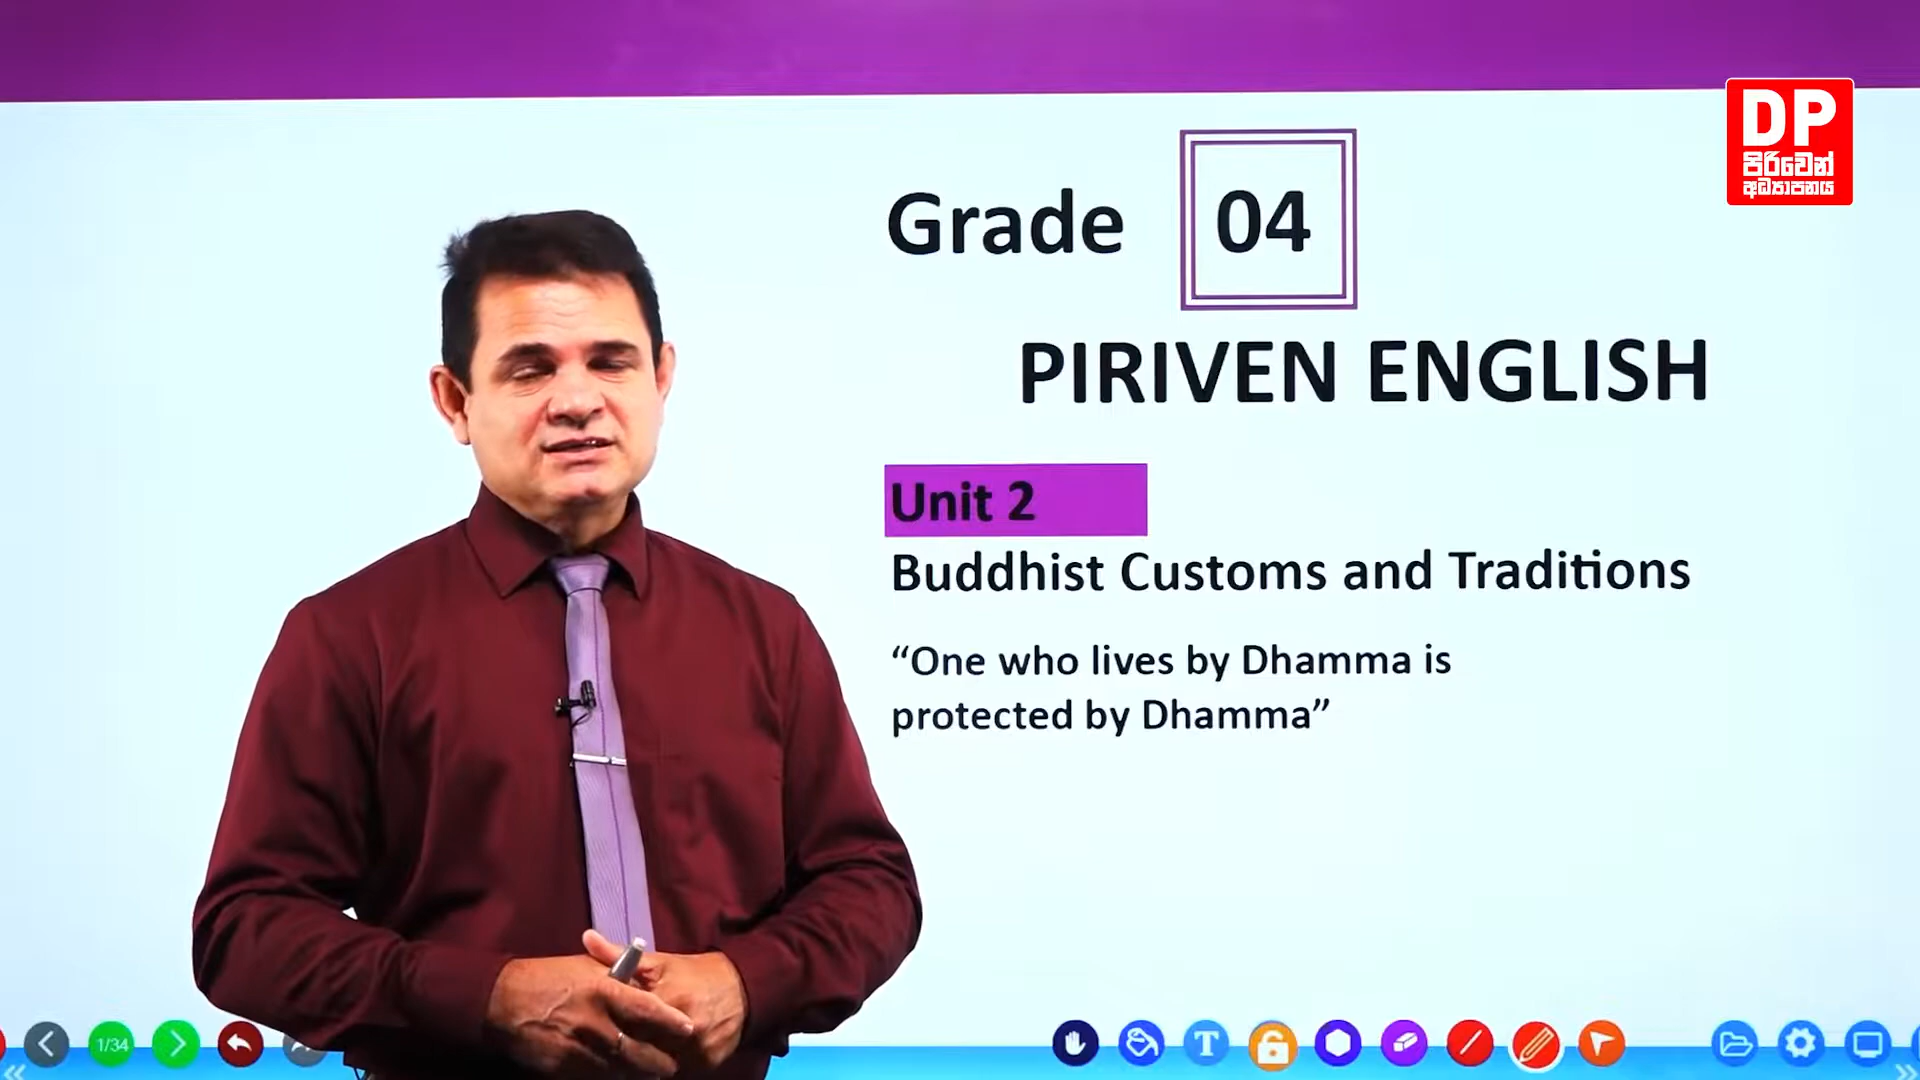 DP
පිරිවෙන්
අධ්‍යාපනය
Grade 04
PIRIVEN ENGLISH
Unit 2
Buddhist Customs and Traditions
“One who lives by Dhamma is
protected by Dhamma”
1/34
T